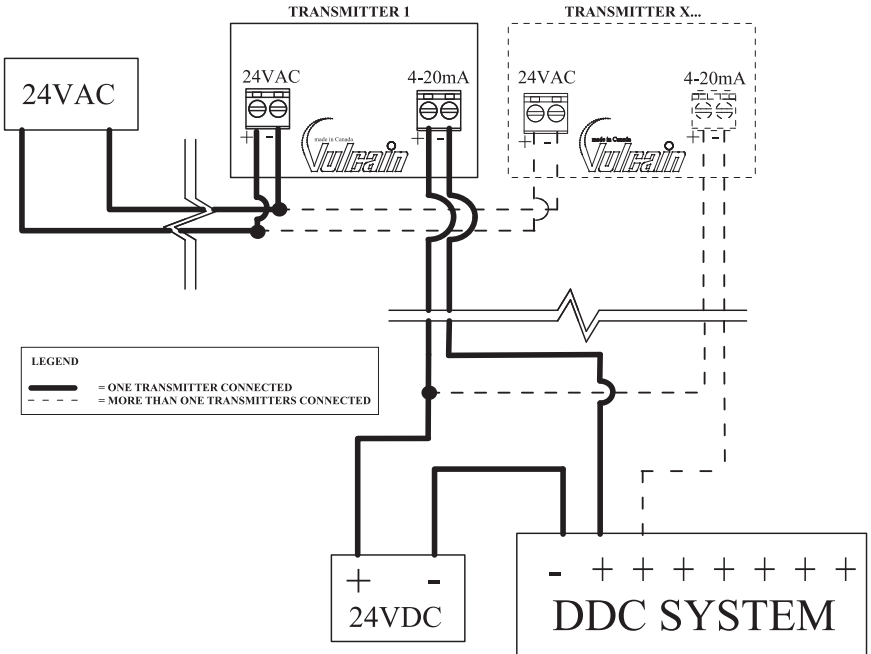 TRANSMITTER 1
TRANSMITTER X...
24VAC
24VAC
4-20mA
24VAC
4-20mA
+ -
+ -
+ -
+ -
made in Canada
Vulcain
made in Canada
Vulcain
LEGEND
= ONE TRANSMITTER CONNECTED
= MORE THAN ONE TRANSMITTERS CONNECTED
+ -
24VDC
- + + + + + + +
DDC SYSTEM